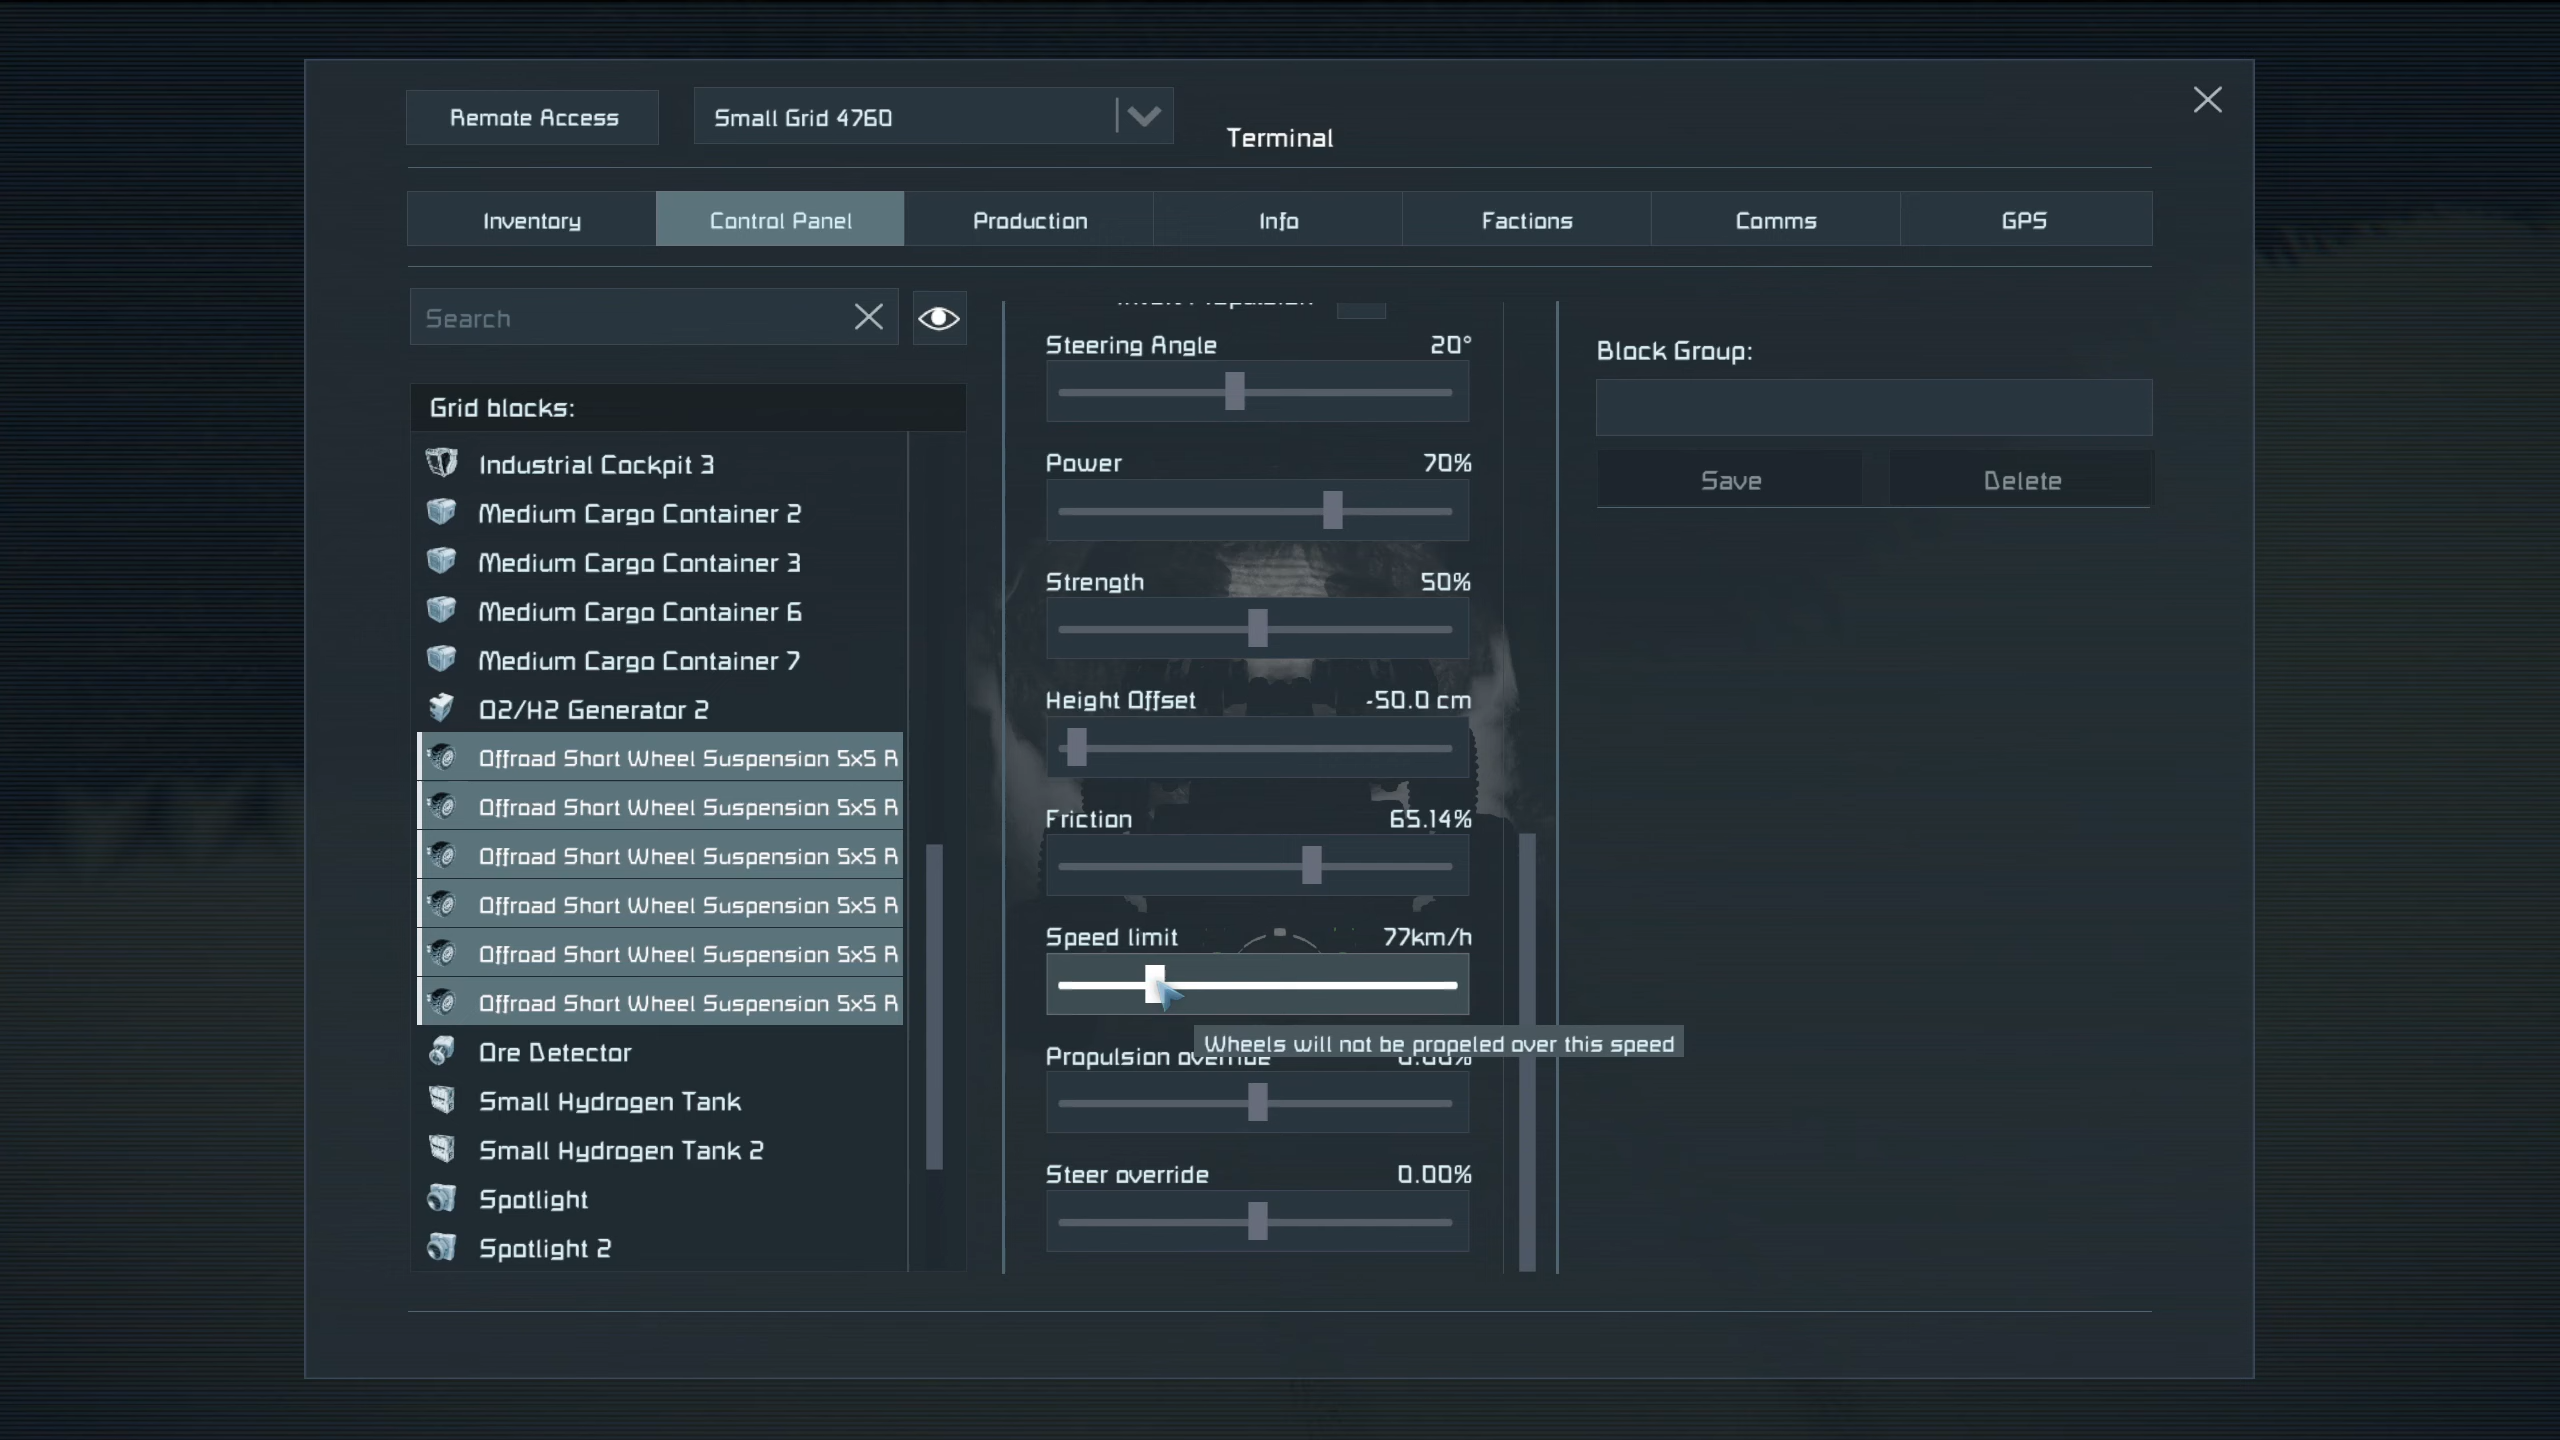 Remote Access
Small Grid 4760
Terminal
Inventory
Control Panel
Production
Info
Factions
Comms
GPS
Search
Grid blocks:
Industrial Cockpit 3
Medium Cargo Container 2
Medium Cargo Container 3
Medium Cargo Container 6
Medium Cargo Container 7
O2/H2 Generator 2
Offroad Short Wheel Suspension 5x5 R
Offroad Short Wheel Suspension 5x5 R
Offroad Short Wheel Suspension 5x5 R
Offroad Short Wheel Suspension 5x5 R
Offroad Short Wheel Suspension 5x5 R
Offroad Short Wheel Suspension 5x5 R
Ore Detector
Small Hydrogen Tank
Small Hydrogen Tank 2
Spotlight
Spotlight 2
Steering Angle 20°
Power 70%
Strength 50%
Height Offset -50.0 cm
Friction 65.14%
Speed limit 77km/h
Wheels will not be propeled over this speed
Propulsion override 0.00%
Steer override 0.00%
Block Group:
Save
Delete